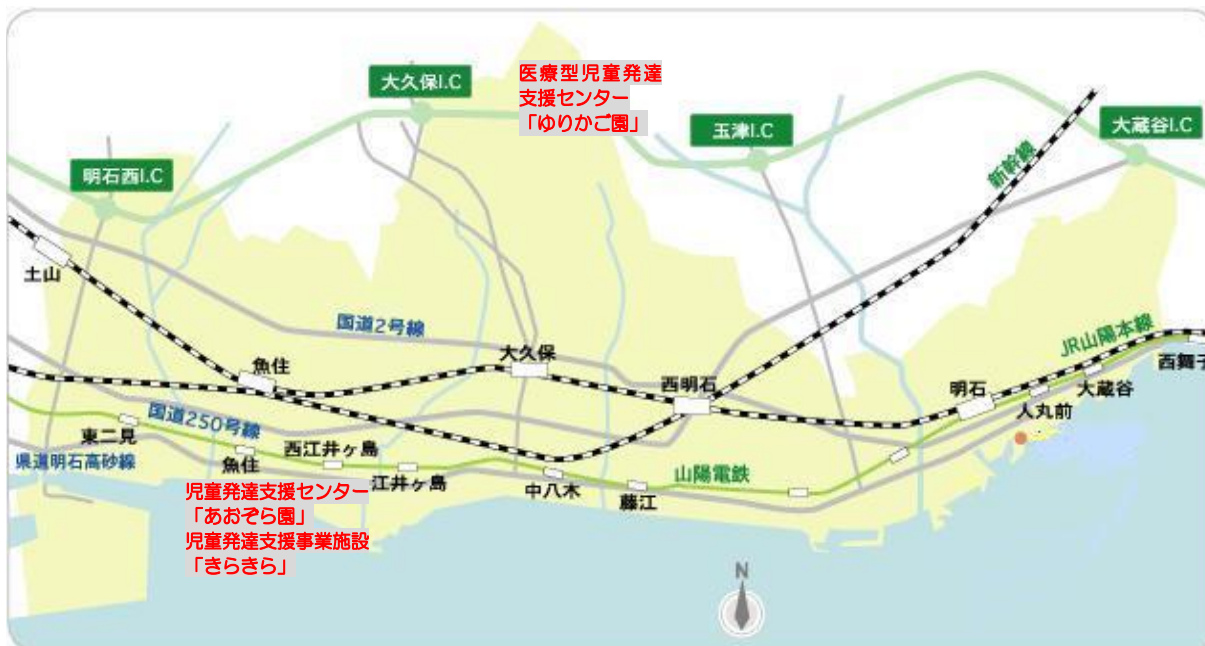 医療型児童発達
支援センター
「ゆりかご園」
大久保I.C
玉津I.C
大蔵谷I.C
明石西I.C
新幹線
土山
国道2号線
魚住
大久保
西明石
明石
JR山陽本線
西舞子
大蔵谷
人丸前
国道250号線
東二見
県道明石高砂線
魚住
西江井ヶ島
江井ヶ島
中八木
藤江
山陽電鉄
児童発達支援センター
「あおぞら園」
児童発達支援事業施設
「きらきら」
N